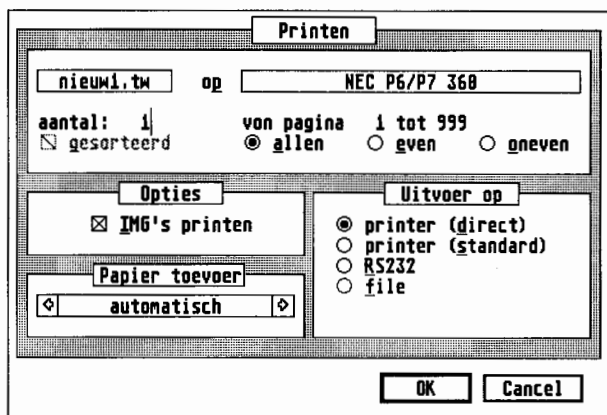 Printen
nieuw1.tw op NEC P6/P7 360
aantal: 1 von pagina 1 tot 999
gesorteerd allen even oneven
Opties
IMG's printen
Papier toevoer
automatisch
Uitvoer op
printer (direct)
printer (standard)
RS232
file
OK Cancel